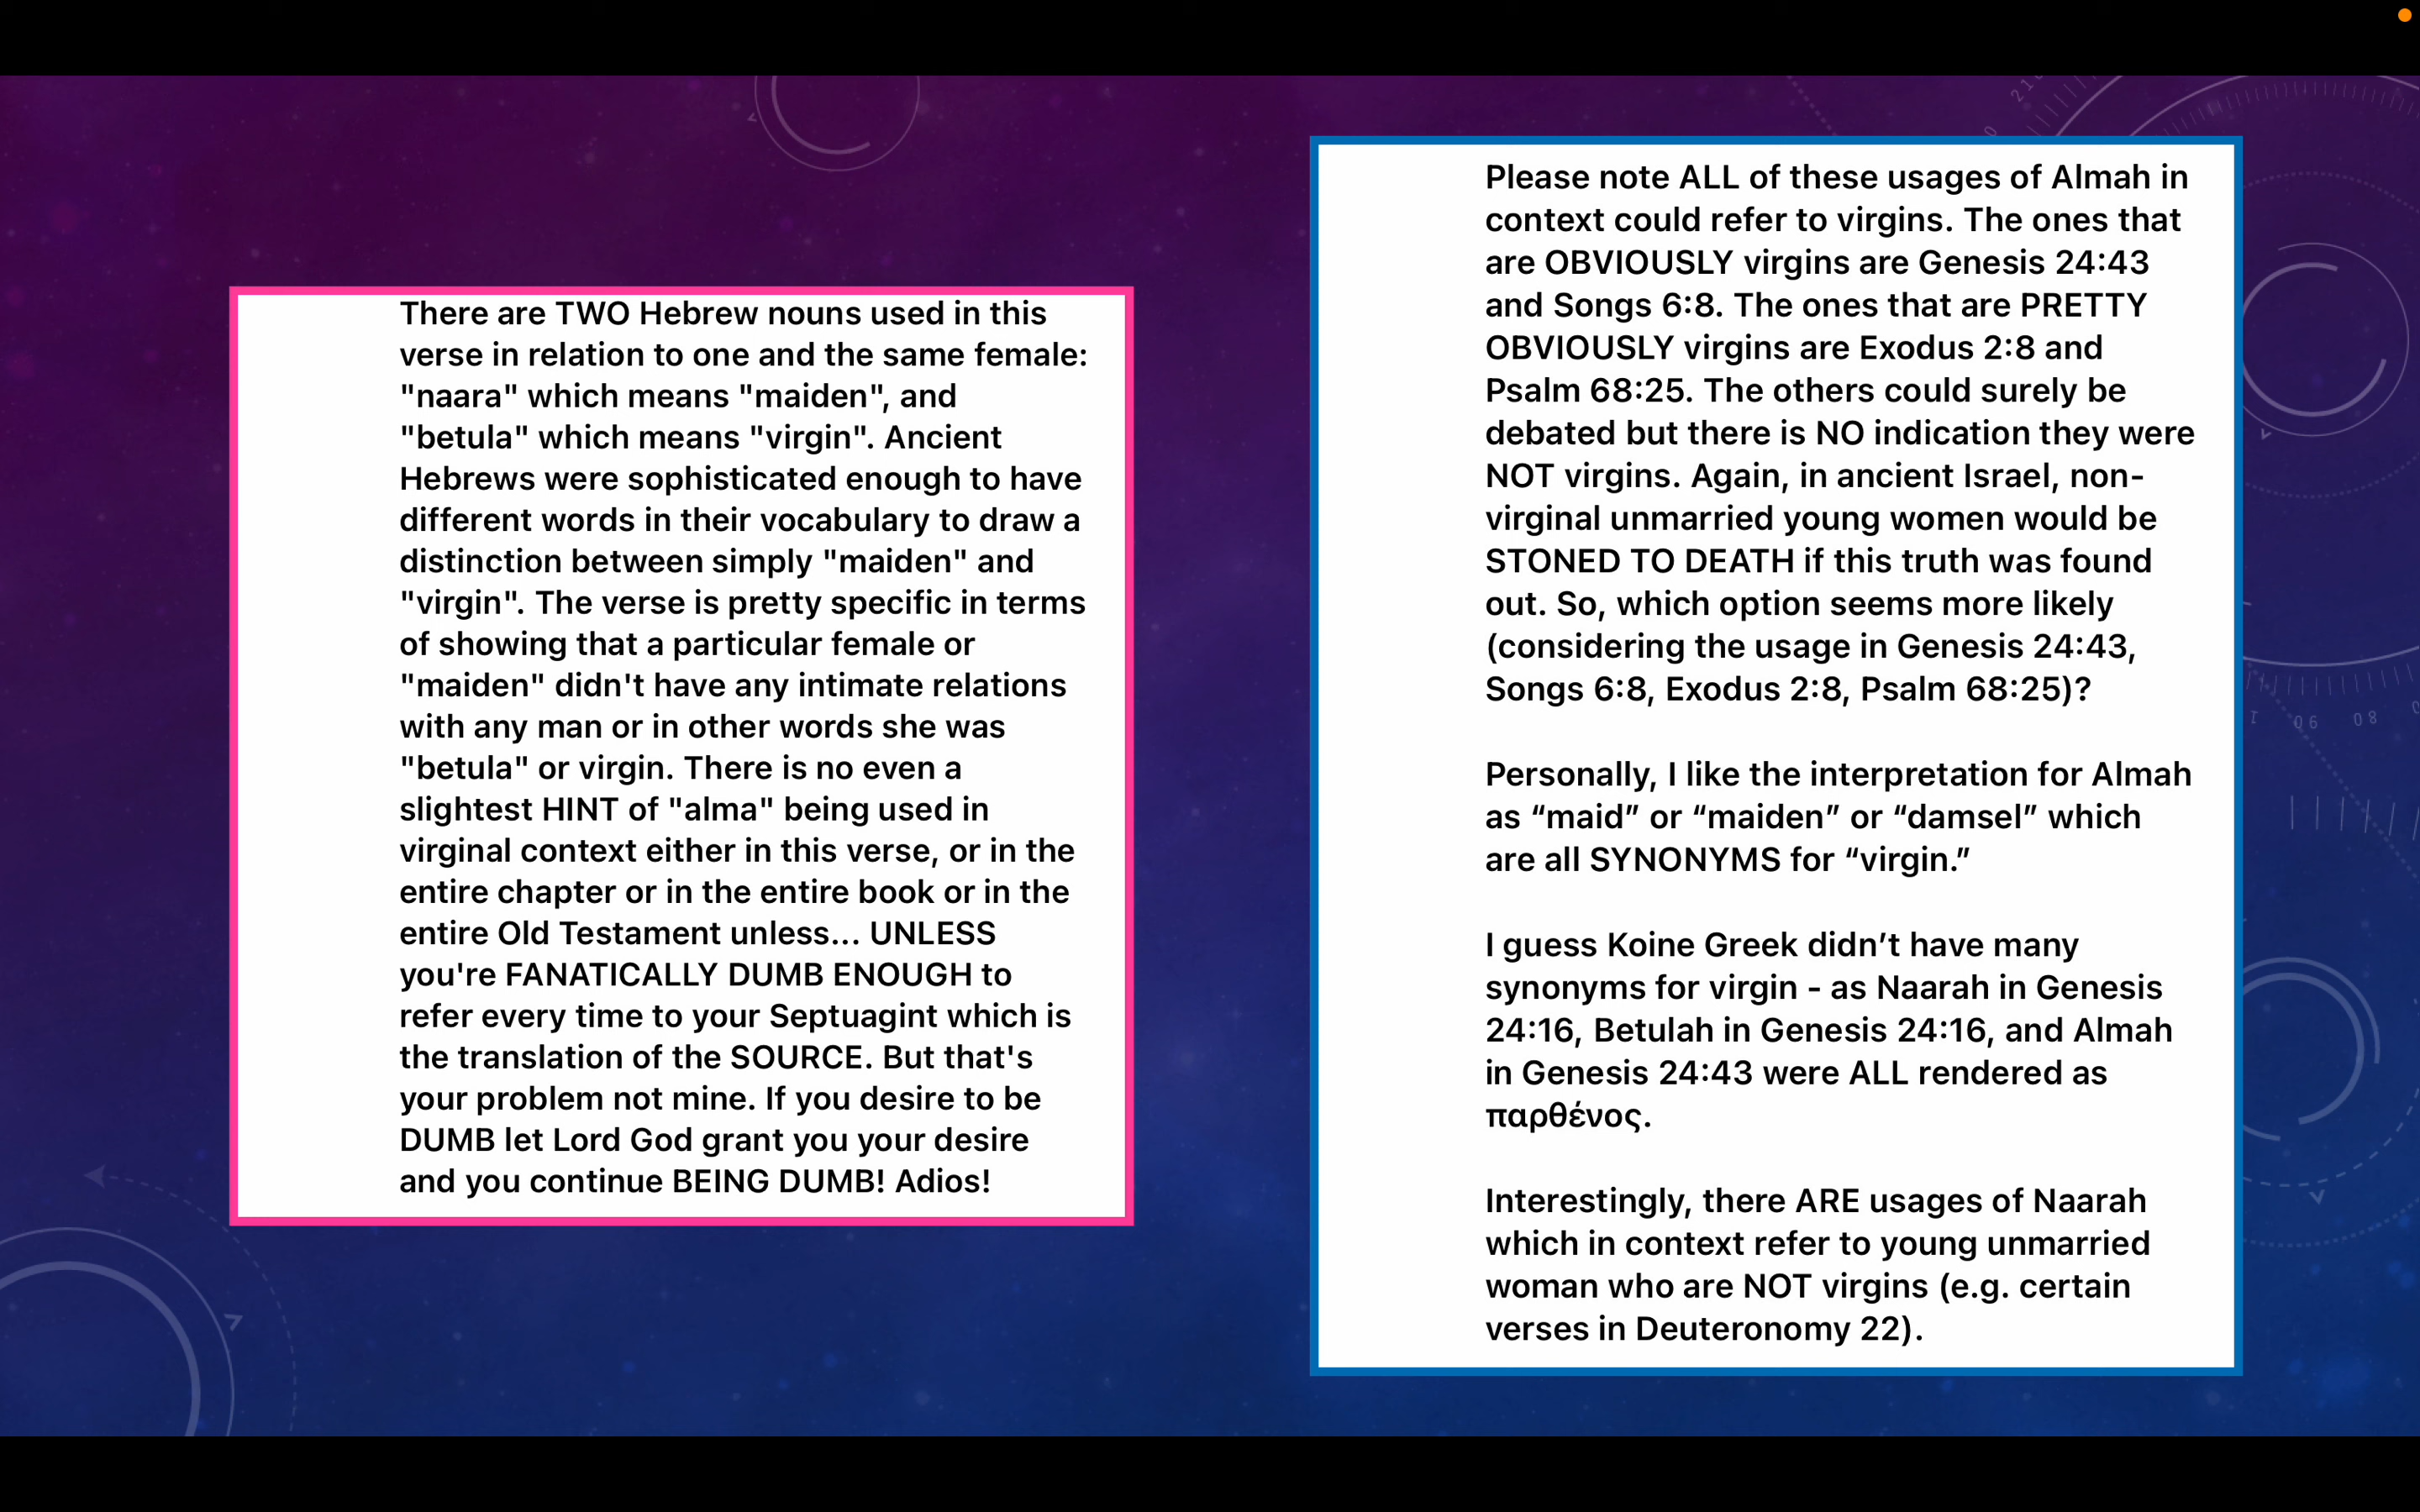 There are TWO Hebrew nouns used in this
verse in relation to one and the same female:
"naara" which means "maiden", and
"betula" which means "virgin". Ancient
Hebrews were sophisticated enough to have
different words in their vocabulary to draw a
distinction between simply "maiden" and
"virgin". The verse is pretty specific in terms
of showing that a particular female or
"maiden" didn't have any intimate relations
with any man or in other words she was
"betula" or virgin. There is no even a
slightest HINT of "alma" being used in
virginal context either in this verse, or in the
entire chapter or in the entire book or in the
entire Old Testament unless... UNLESS
you're FANATICALLY DUMB ENOUGH to
refer every time to your Septuagint which is
the translation of the SOURCE. But that's
your problem not mine. If you desire to be
DUMB let Lord God grant you your desire
and you continue BEING DUMB! Adios!
Please note ALL of these usages of Almah in
context could refer to virgins. The ones that
are OBVIOUSLY virgins are Genesis 24:43
and Songs 6:8. The ones that are PRETTY
OBVIOUSLY virgins are Exodus 2:8 and
Psalm 68:25. The others could surely be
debated but there is NO indication they were
NOT virgins. Again, in ancient Israel, non-
virginal unmarried young women would be
STONED TO DEATH if this truth was found
out. So, which option seems more likely
(considering the usage in Genesis 24:43,
Songs 6:8, Exodus 2:8, Psalm 68:25)?
Personally, I like the interpretation for Almah
as “maid” or “maiden” or “damsel” which
are all SYNONYMS for “virgin.”
I guess Koine Greek didn’t have many
synonyms for virgin - as Naarah in Genesis
24:16, Betulah in Genesis 24:16, and Almah
in Genesis 24:43 were ALL rendered as
παρθένος.
Interestingly, there ARE usages of Naarah
which in context refer to young unmarried
woman who are NOT virgins (e.g. certain
verses in Deuteronomy 22).